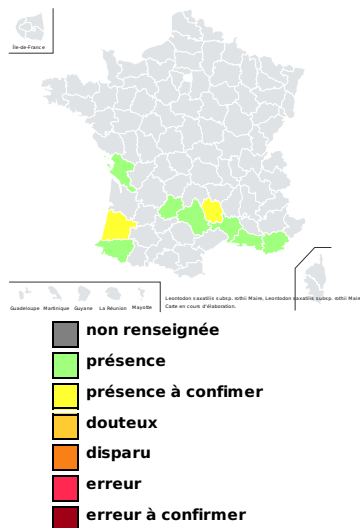 Île-de-France
Guadeloupe Martinique Guyane La Réunion Mayotte
Leontodon saxatilis subsp. rothii Maire, Leontodon saxatilis subsp. rothii Maire
Carte en cours d'élaboration.
non renseignée
présence
présence à confimer
douteux
disparu
erreur
erreur à confirmer